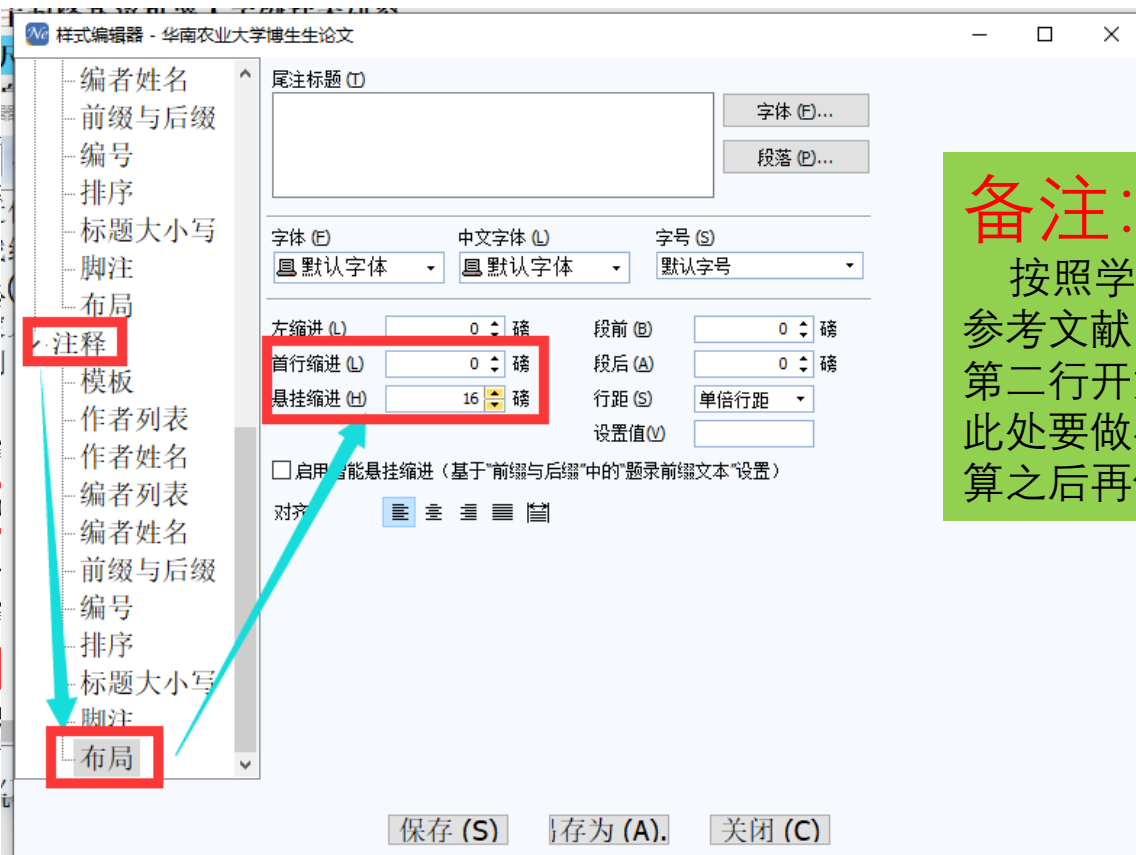 样式编辑器 - 华南农业大学博生生论文
编者姓名
前缀与后缀
编号
排序
标题大小写
脚注
布局
注释
模板
作者列表
作者姓名
编者列表
编者姓名
前缀与后缀
编号
排序
标题大小写
脚注
布局
尾注标题 (T)
字体 (F)...
段落 (P)...
字体 (F) 中文字体 (L) 字号 (S)
默认字体 默认字体 默认字号
左缩进 (L) 0 磅 段前 (B) 0 磅
首行缩进 (L) 0 磅 段后 (A) 0 磅
悬挂缩进 (H) 16 磅 行距 (S) 单倍行距
设置值(V)
启用智能悬挂缩进（基于"前缀与后缀"中的"题录前缀文本"设置）
对齐
保存 (S) 存为 (A). 关闭 (C)
备注：
按照学
参考文献
第二行开
此处要做
算之后再